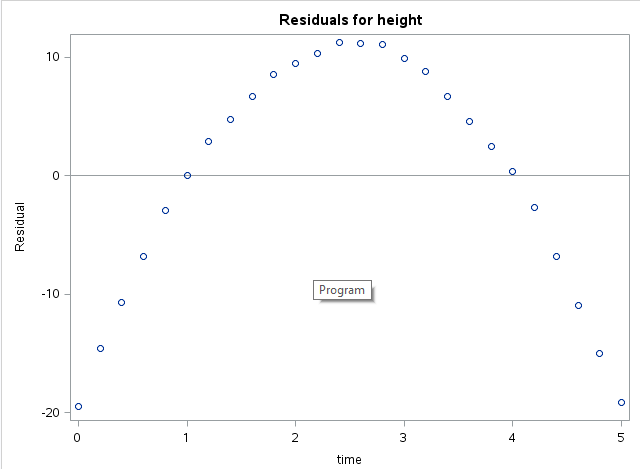 Residuals for height
10
0
-10
-20
Residual
Program
0 1 2 3 4 5
time